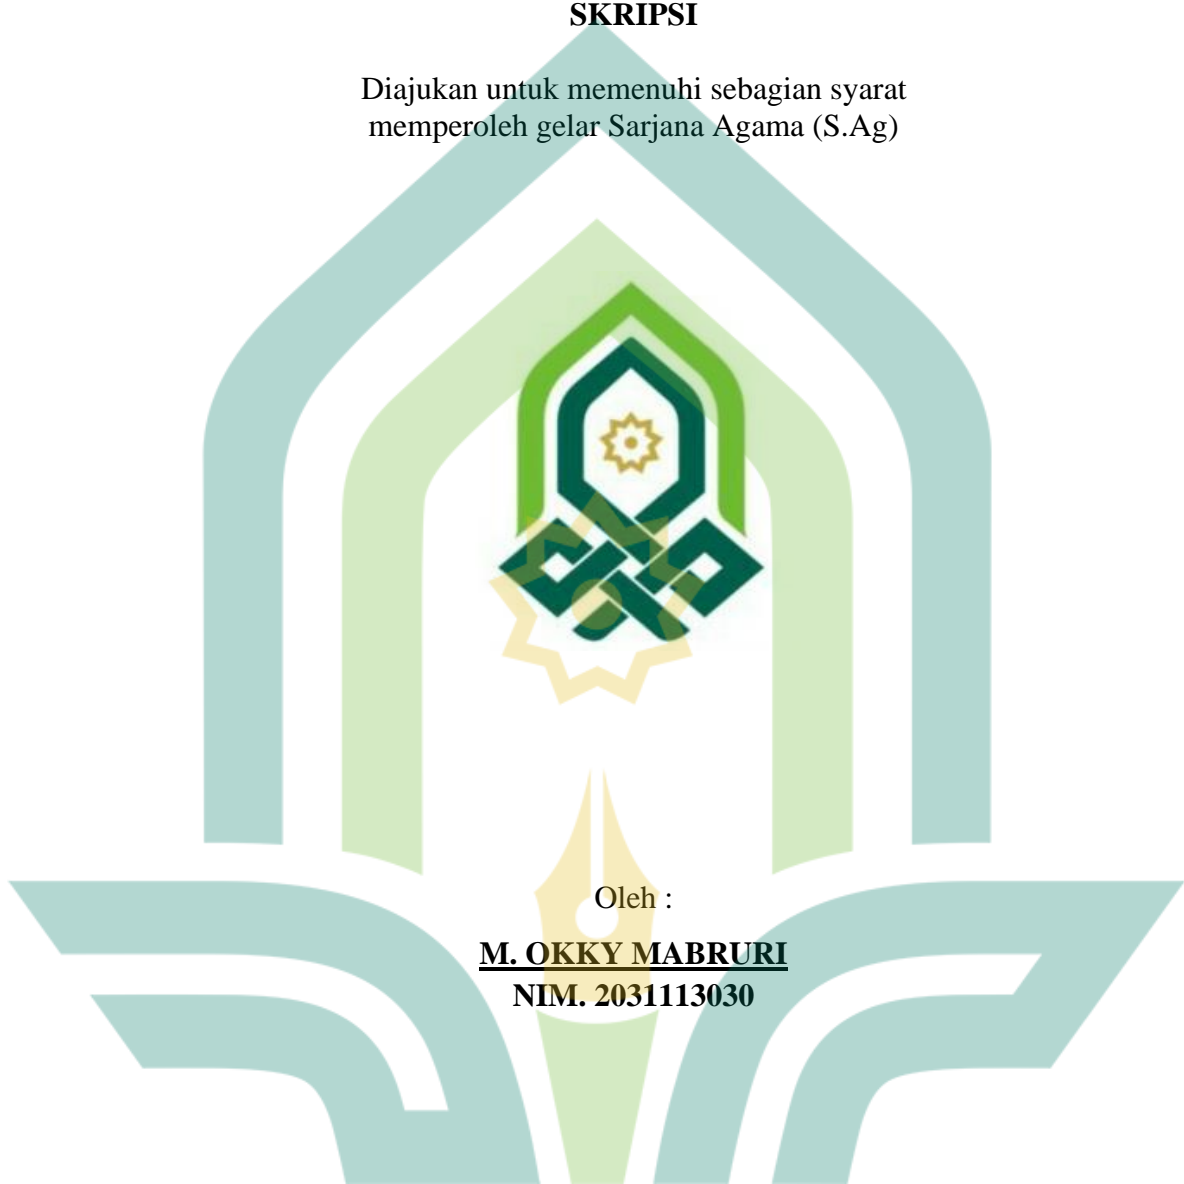 SKRIPSI
Diajukan untuk memenuhi sebagian syarat
memperoleh gelar Sarjana Agama (S.Ag)
Oleh :
M. OKKY MABRURI
NIM. 2031113030